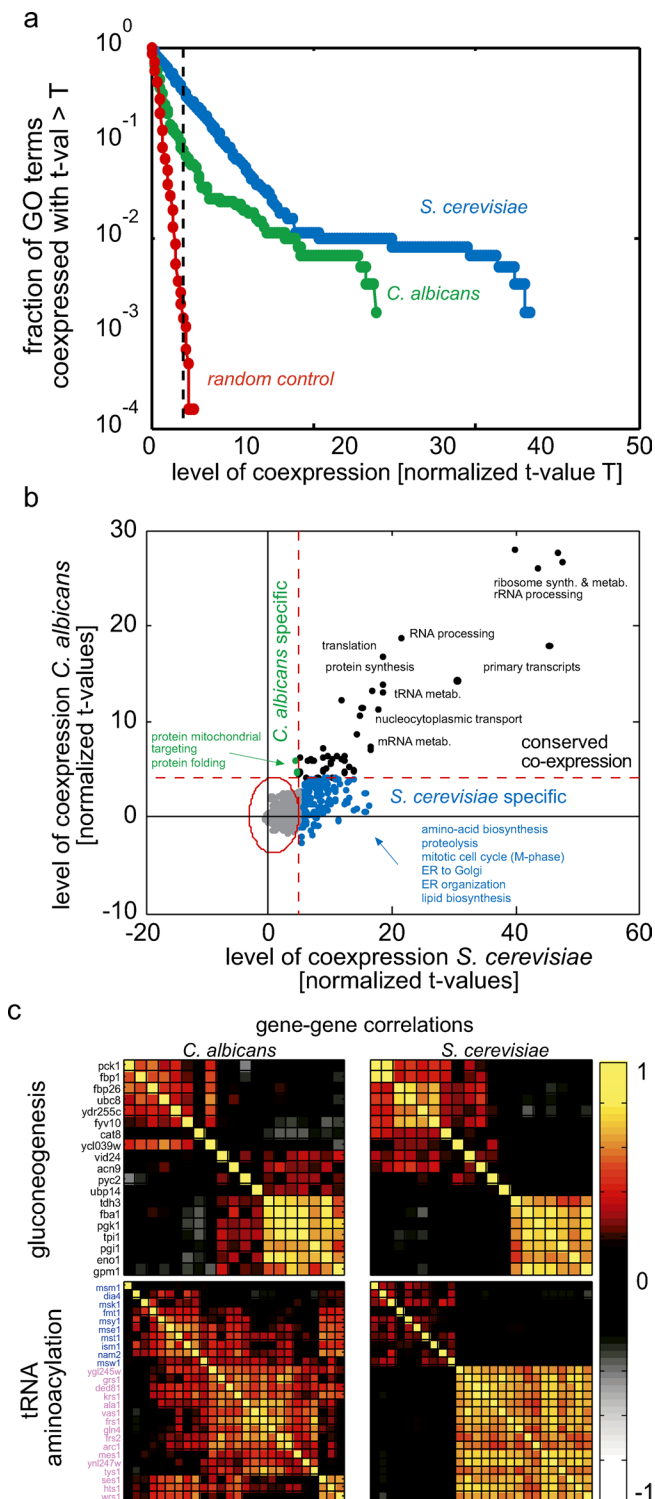 a
fraction of GO terms
coexpressed with t-val > T
10^0
10^-1
10^-2
10^-3
10^-4
S. cerevisiae
C. albicans
random control
0
10
20
30
40
50
level of coexpression [normalized t-value T]
b
level of coexpression C. albicans
[normalized t-values]
30
20
10
0
-10
C. albicans specific
ribosome synth. & metab.
rRNA processing
RNA processing
translation
protein synthesis
primary transcripts
tRNA metab.
nucleocytoplasmic transport
mRNA metab.
protein mitochondrial
targeting
protein folding
conserved
co-expression
S. cerevisiae specific
amino-acid biosynthesis
proteolysis
mitotic cell cycle (M-phase)
ER to Golgi
ER organization
lipid biosynthesis
-20
0
20
40
60
level of coexpression S. cerevisiae
[normalized t-values]
c
gene-gene correlations
C. albicans
S. cerevisiae
gluconeogenesis
pck1
fbp1
fbp26
ubc8
ydr255c
fyv10
cat8
ycl039w
vid24
acn9
pyc2
ubp14
tdh3
fba1
pgk1
tpi1
pgi1
eno1
gpm1
tRNA
aminoacylation
msm1
dia4
msk1
fmt1
msy1
mse1
mst1
ism1
nam2
msw1
ygl245w
grs1
ded81
krs1
ala1
vas1
frs1
gln4
frs2
arc1
mes1
ynl247w
tys1
ses1
hts1
wrs1
1
0
-1